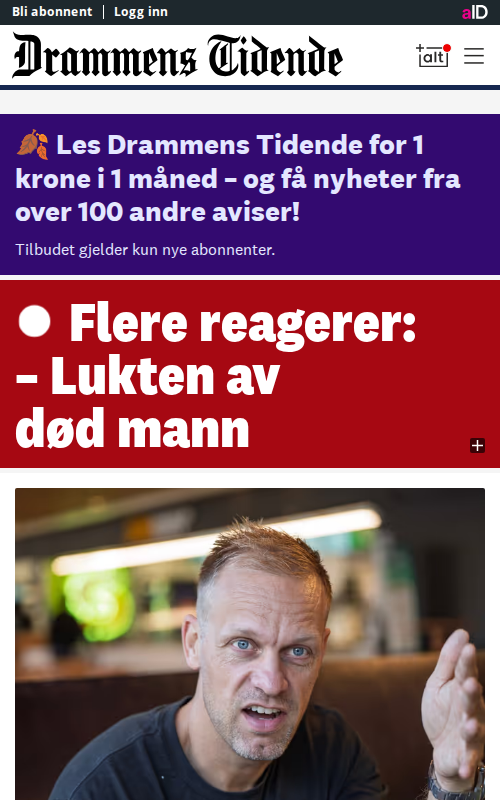 Bli abonnent
Logg inn
aID
Drammens Tidende
+alt
🍂 Les Drammens Tidende for 1
krone i 1 måned – og få nyheter fra
over 100 andre aviser!
Tilbudet gjelder kun nye abonnenter.
Flere reagerer:
– Lukten av
død mann